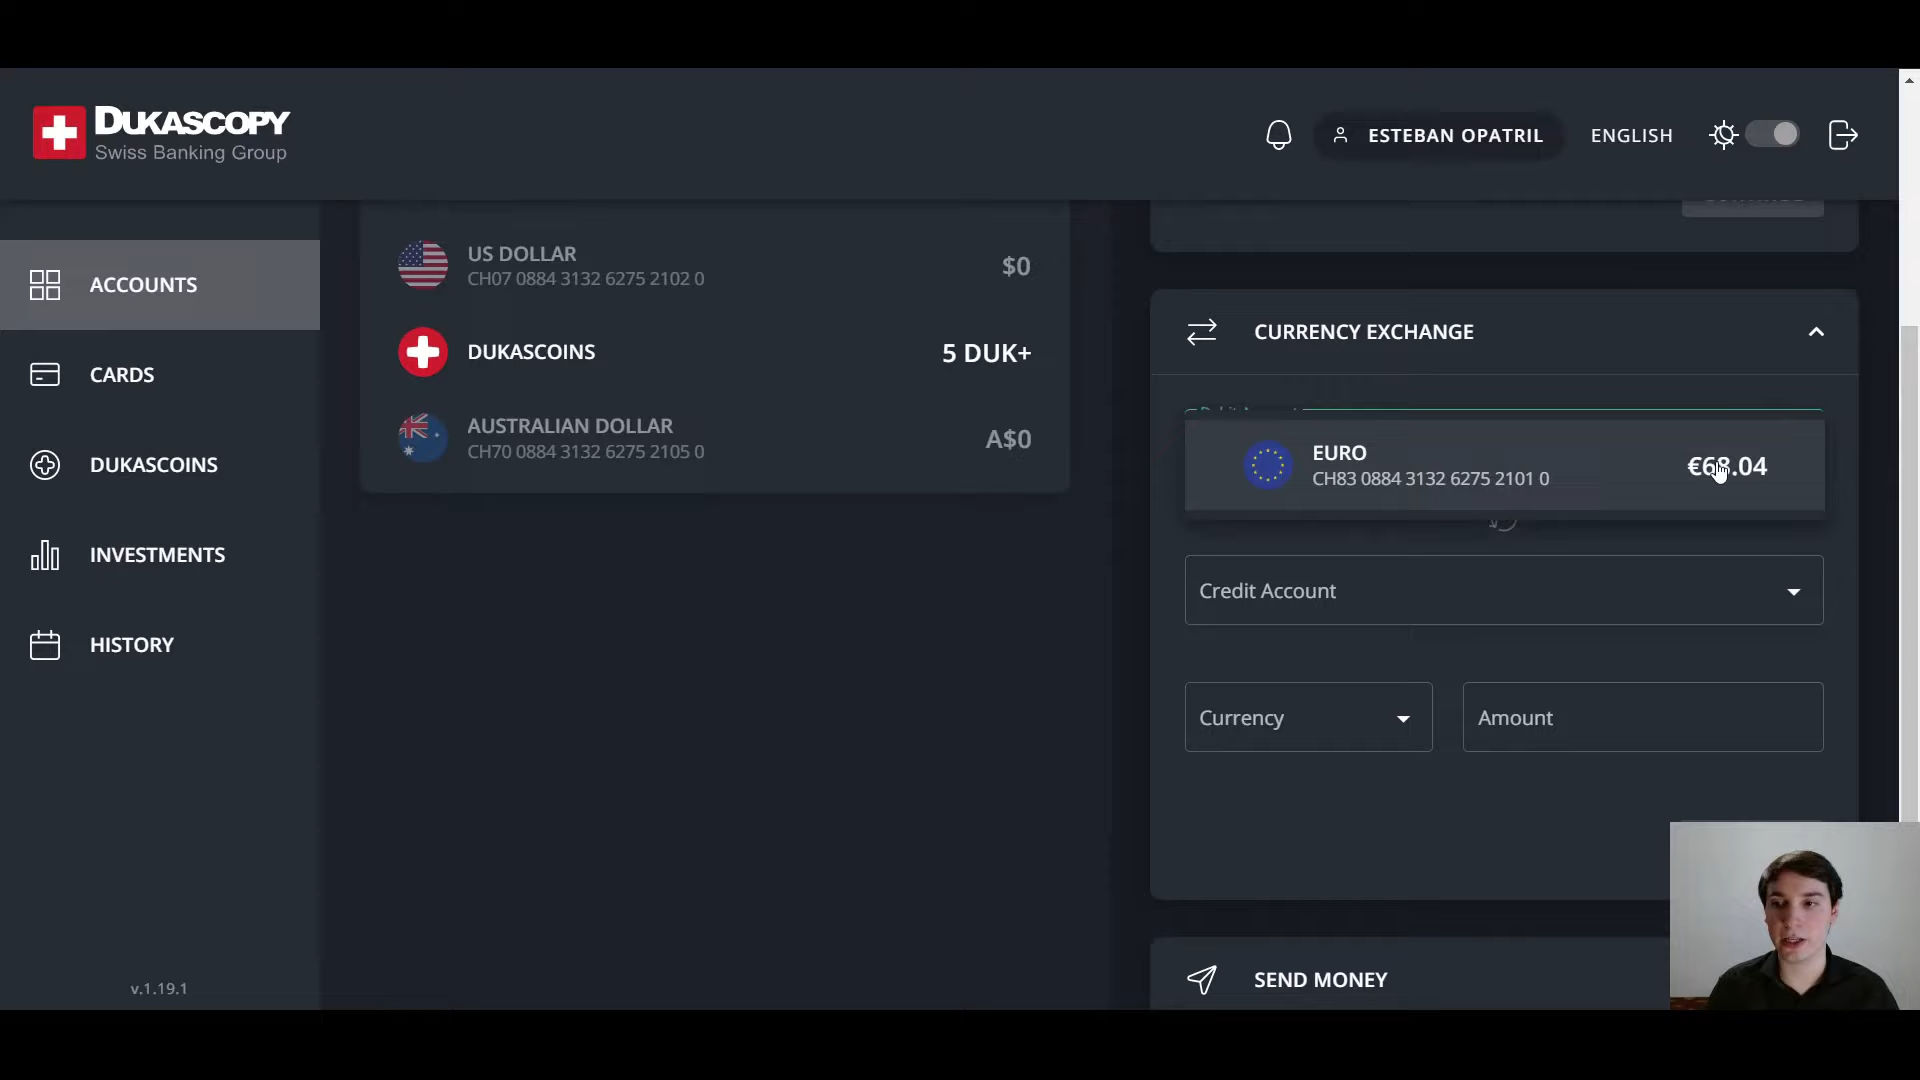 DUKASCOPY
Swiss Banking Group
ESTEBAN OPATRIL
ENGLISH
ACCOUNTS
CARDS
DUKASCOINS
INVESTMENTS
HISTORY
v.1.19.1
US DOLLAR
CH07 0884 3132 6275 2102 0
$0
DUKASCOINS
5 DUK+
AUSTRALIAN DOLLAR
CH70 0884 3132 6275 2105 0
A$0
CURRENCY EXCHANGE
EURO
CH83 0884 3132 6275 2101 0
€68.04
Credit Account
Currency
Amount
SEND MONEY